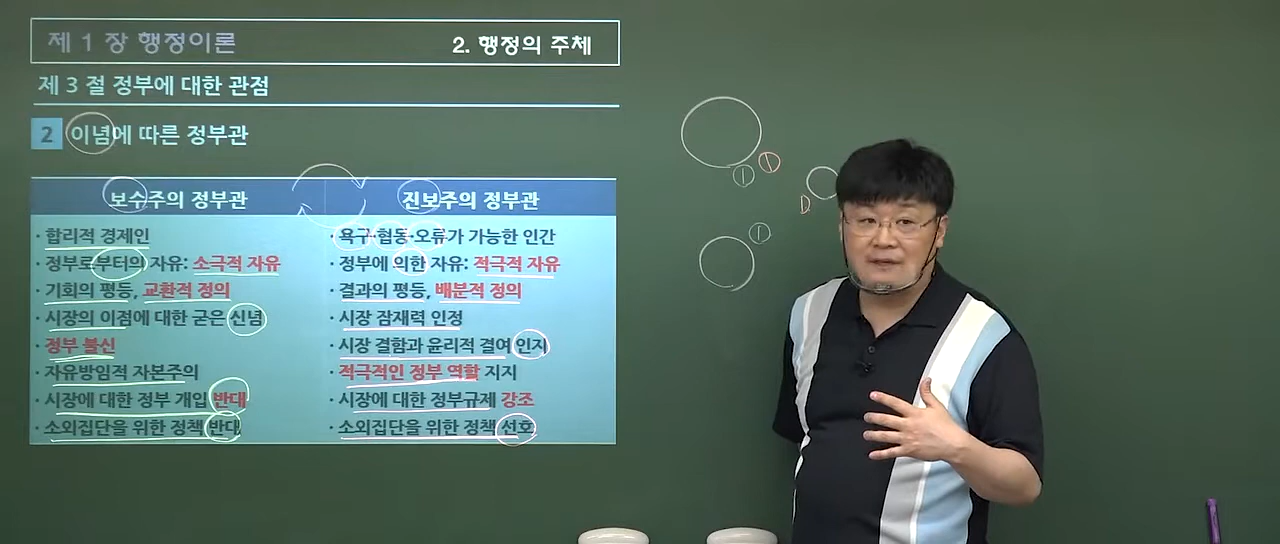 제 1 장 행정이론
2. 행정의 주체
제 3 절 정부에 대한 관점
2 이념에 따른 정부관
보수주의 정부관
진보주의 정부관
· 합리적 경제인
· 욕구·협동·오류가 가능한 인간
· 정부로부터의 자유: 소극적 자유
· 정부에 의한 자유: 적극적 자유
· 기회의 평등, 교환적 정의
· 결과의 평등, 배분적 정의
· 시장의 이점에 대한 굳은 신념
· 시장 잠재력 인정
· 정부 불신
· 시장 결함과 윤리적 결여 인지
· 자유방임적 자본주의
· 적극적인 정부 역할 지지
· 시장에 대한 정부 개입 반대
· 시장에 대한 정부규제 강조
· 소외집단을 위한 정책 반대
· 소외집단을 위한 정책 선호
① ①
D
①